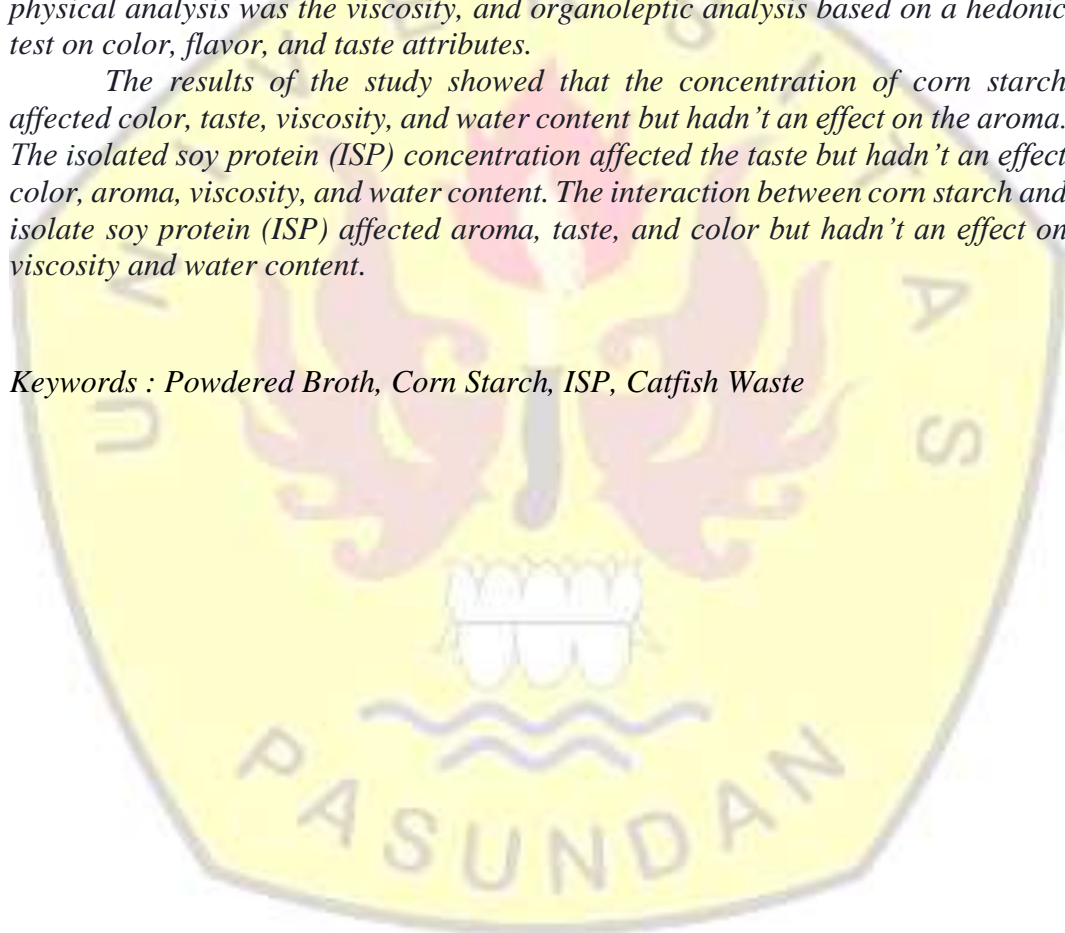 physical analysis was the viscosity, and organoleptic analysis based on a hedonic
test on color, flavor, and taste attributes.
The results of the study showed that the concentration of corn starch
affected color, taste, viscosity, and water content but hadn’t an effect on the aroma.
The isolated soy protein (ISP) concentration affected the taste but hadn’t an effect
color, aroma, viscosity, and water content. The interaction between corn starch and
isolate soy protein (ISP) affected aroma, taste, and color but hadn’t an effect on
viscosity and water content.
Keywords : Powdered Broth, Corn Starch, ISP, Catfish Waste
UNIVERSITAS
PASUNDAN